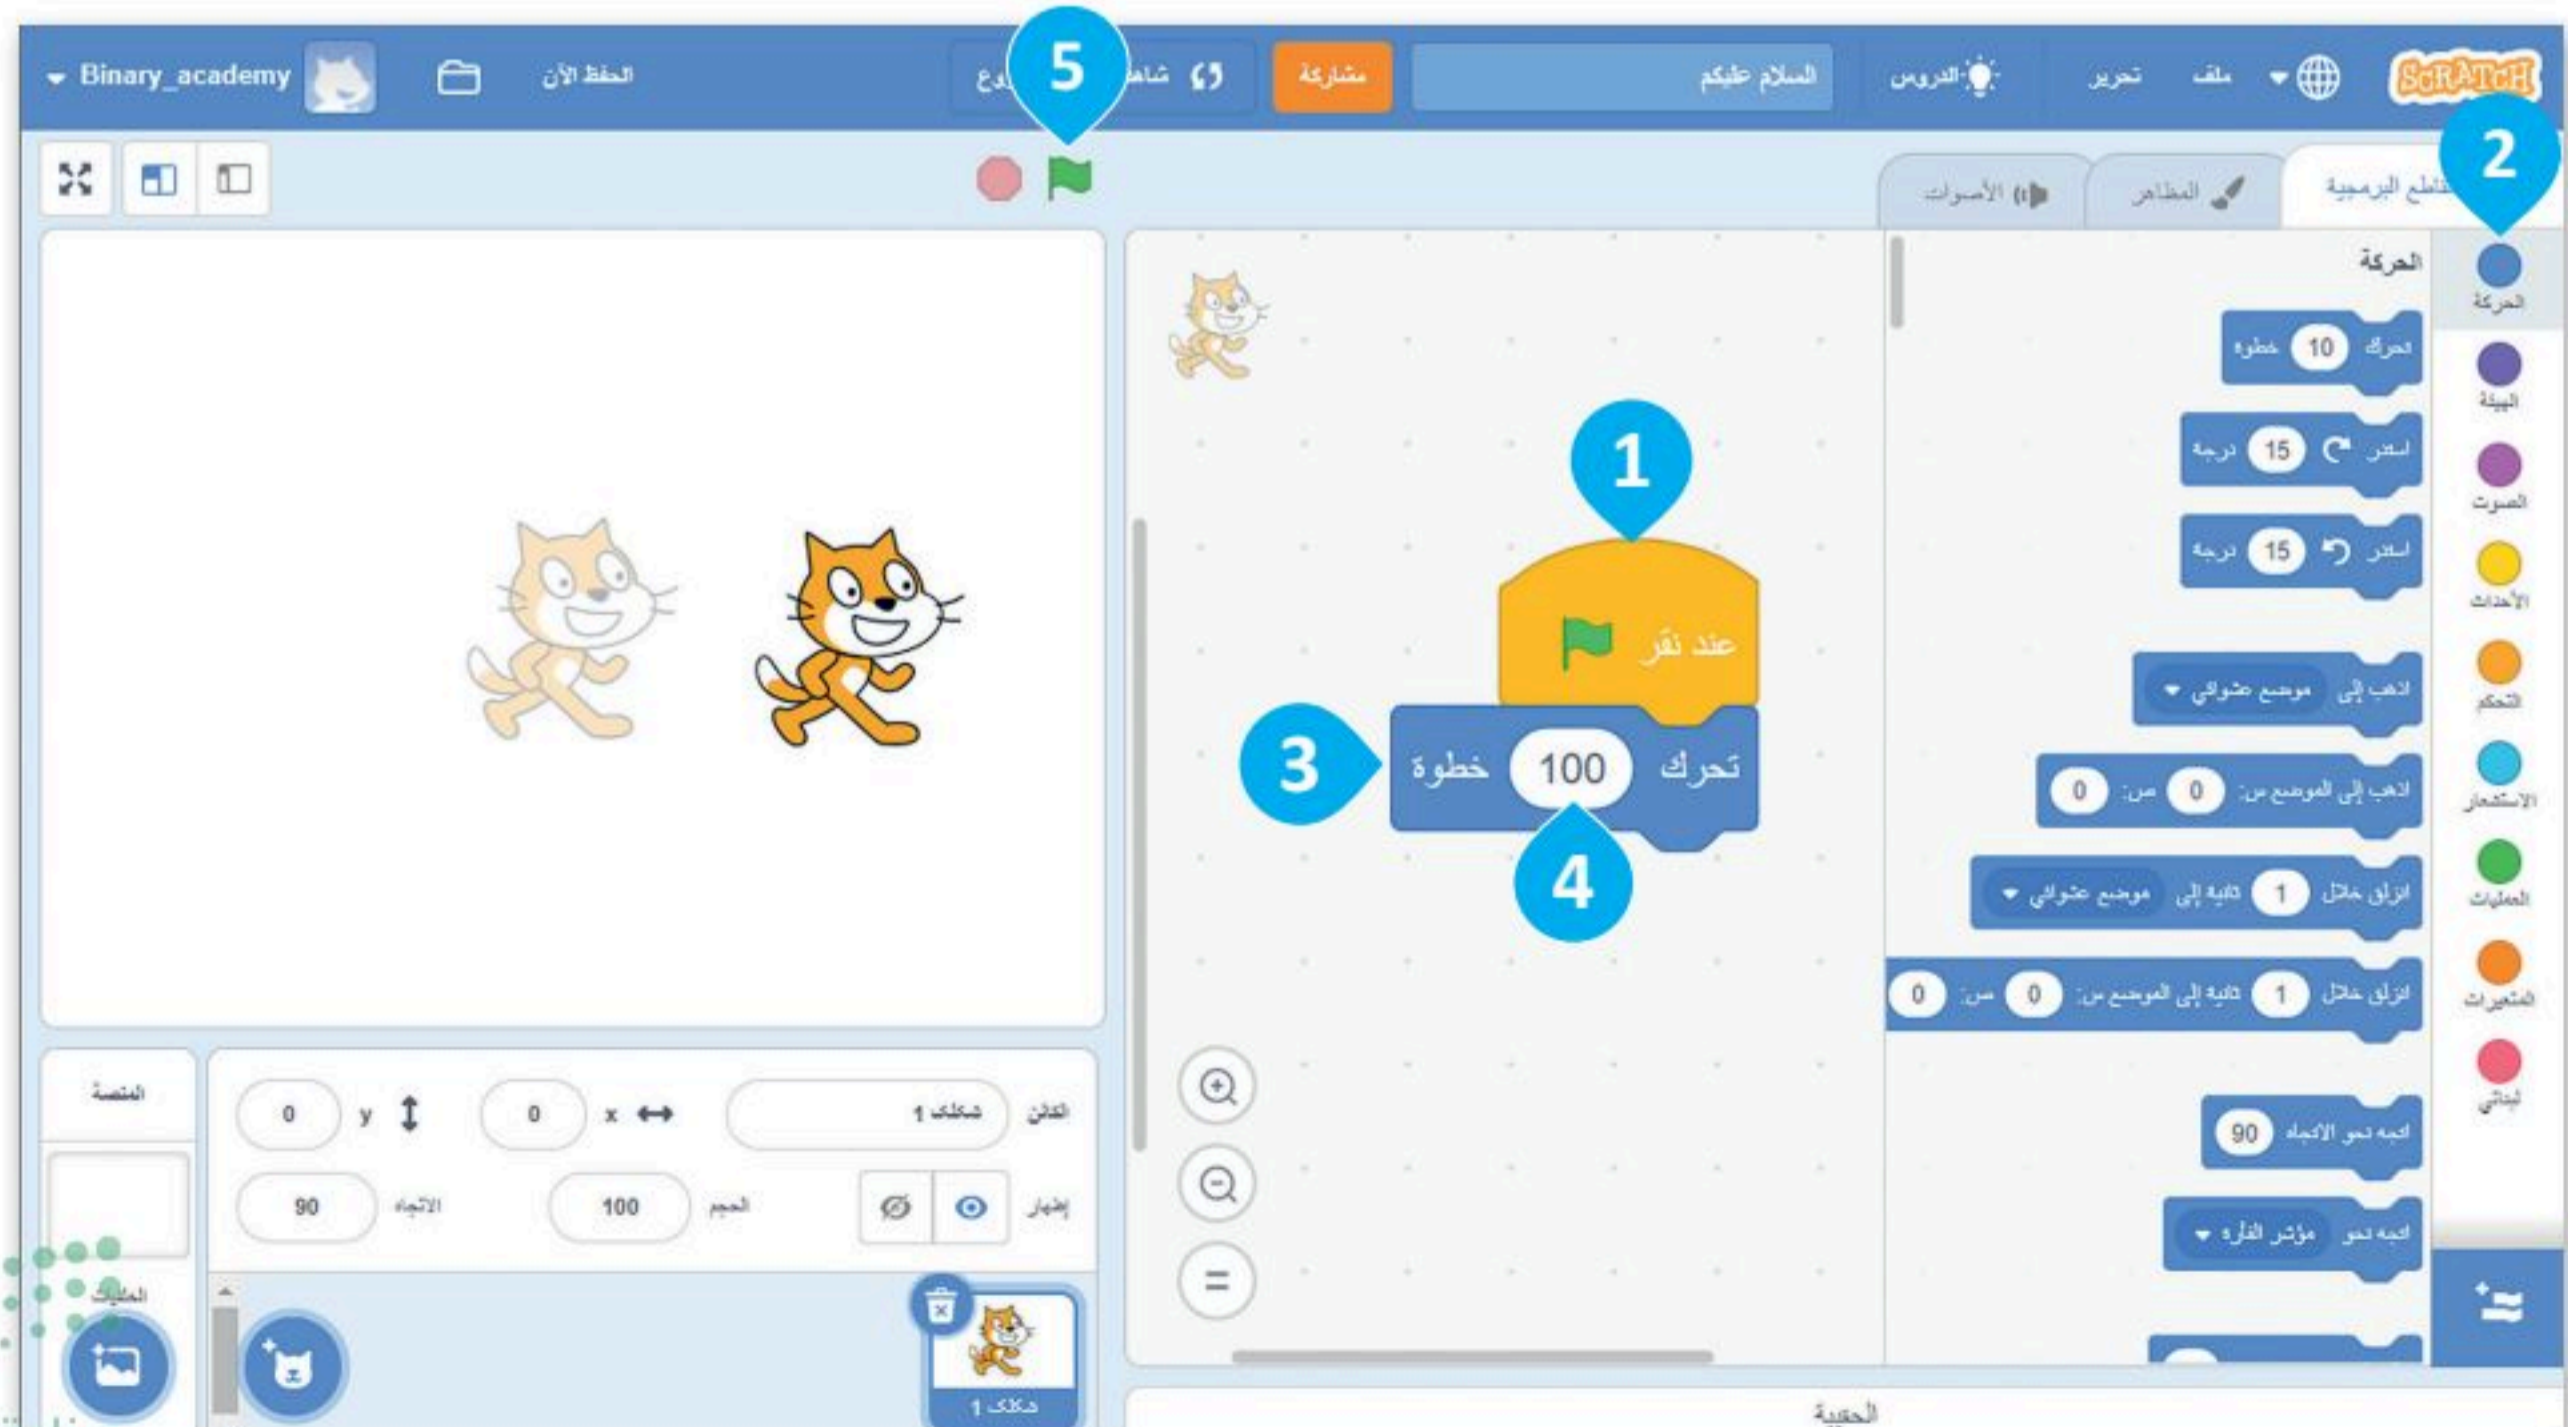 SCRATCH ملف تحرير الدروس السلام عليكم مشاركة الحفظ الآن Binary_academy
5
2
المظاهر الأصوات
الحركة
الحركة
الهيئة
الصوت
الأحداث
التحكم
الاستشعار
العمليات
المتغيرات
لبناتي
تحرك 10 خطوة
استدر 15 درجة
استدر 15 درجة
اذهب إلى موضع عشوائي
اذهب إلى الموضع س: 0 ص: 0
انزلق خلال 1 ثانية إلى موضع عشوائي
انزلق خلال 1 ثانية إلى الموضع س: 0 ص: 0
اتجه نحو الاتجاه 90
اتجه نحو مؤشر الفأرة
1
عند نقر
3
تحرك 100 خطوة
4
الكائن شكلك 1 x 0 y 0
إظهار الحجم 100 الاتجاه 90
شكلك 1
المنصة
الخلفيات
الحقيبة